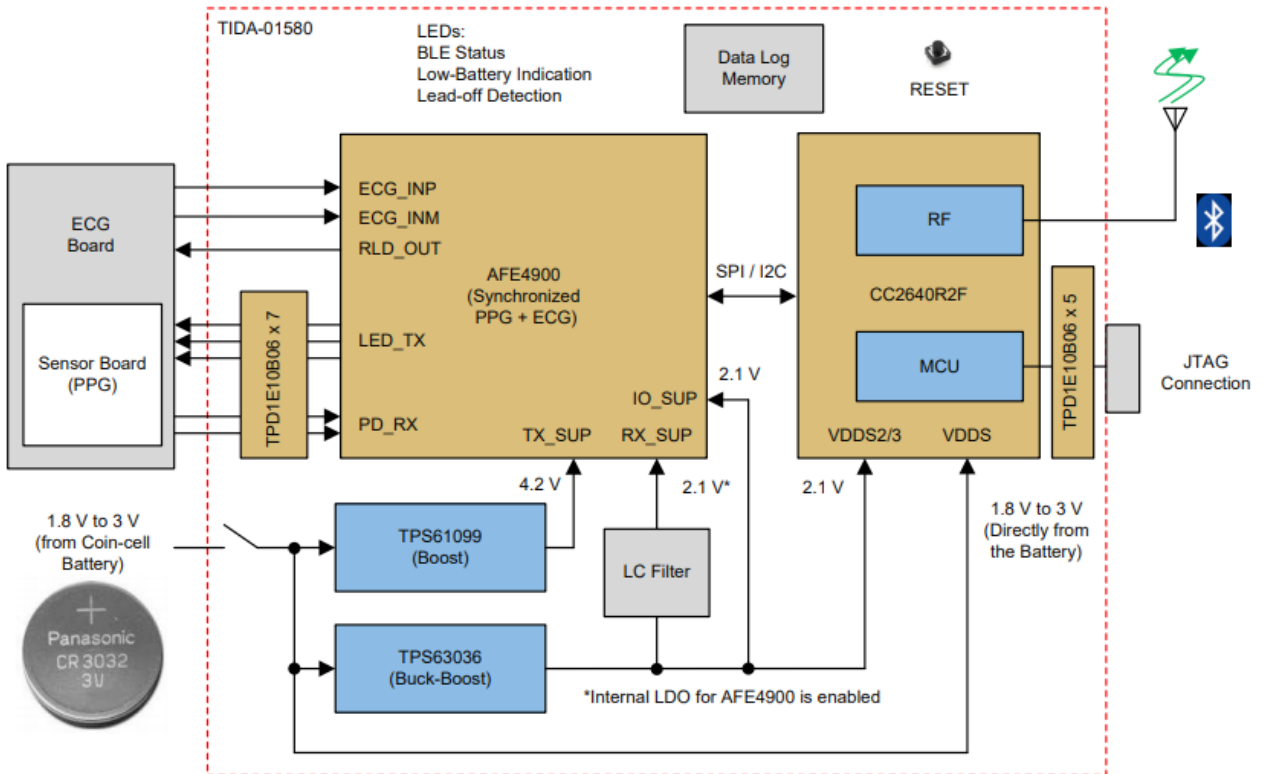 TIDA-01580
LEDs:
BLE Status
Low-Battery Indication
Lead-off Detection
Data Log
Memory
RESET
ECG
Board
Sensor Board
(PPG)
TPD1E10B06 x 7
ECG_INP
ECG_INM
RLD_OUT
LED_TX
PD_RX
AFE4900
(Synchronized
PPG + ECG)
TX_SUP
RX_SUP
IO_SUP
2.1 V
SPI / I2C
RF
CC2640R2F
MCU
VDDS2/3
VDDS
TPD1E10B06 x 5
JTAG
Connection
4.2 V
2.1 V*
2.1 V
1.8 V to 3 V
(Directly from
the Battery)
1.8 V to 3 V
(from Coin-cell
Battery)
TPS61099
(Boost)
LC Filter
TPS63036
(Buck-Boost)
*Internal LDO for AFE4900 is enabled
+
Panasonic
CR3032
3V